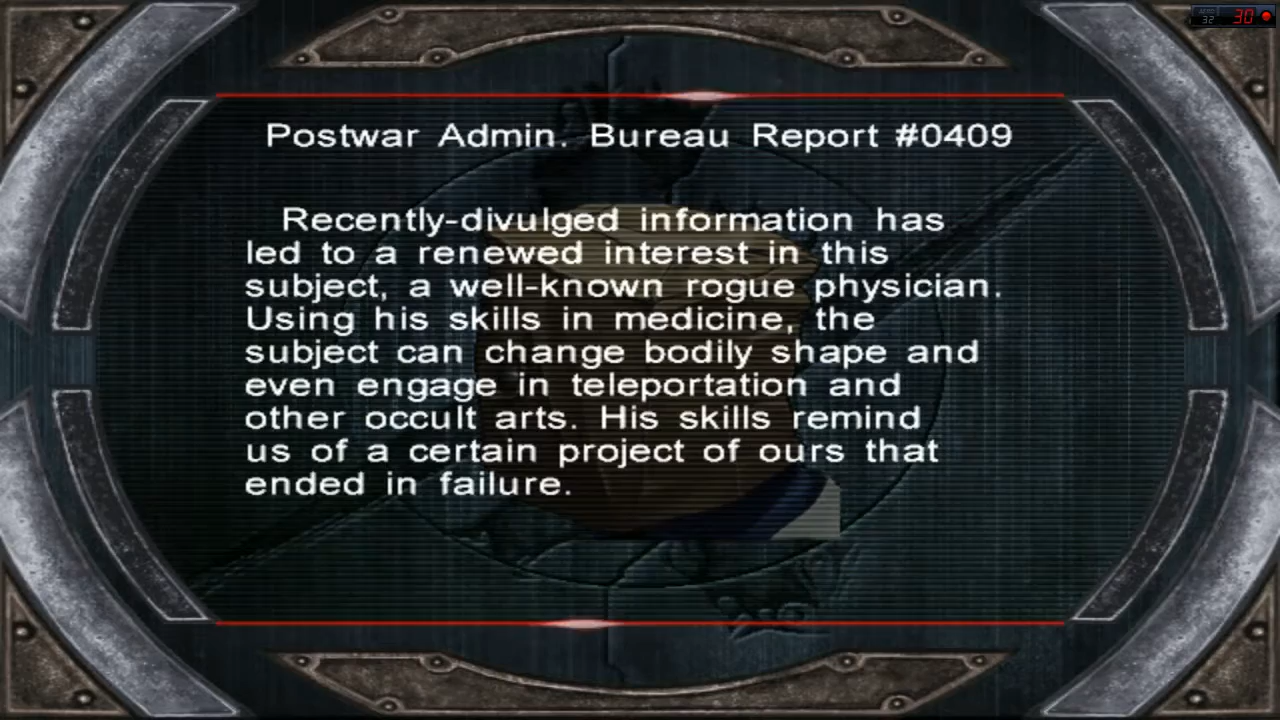 32
30
Postwar Admin. Bureau Report #0409
Recently-divulged information has
led to a renewed interest in this
subject, a well-known rogue physician.
Using his skills in medicine, the
subject can change bodily shape and
even engage in teleportation and
other occult arts. His skills remind
us of a certain project of ours that
ended in failure.